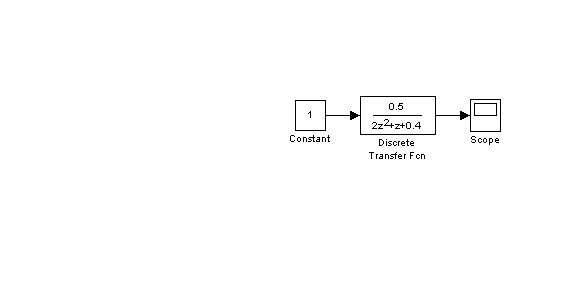 1
Constant
0.5
2z²+z+0.4
Discrete
Transfer Fcn
Scope